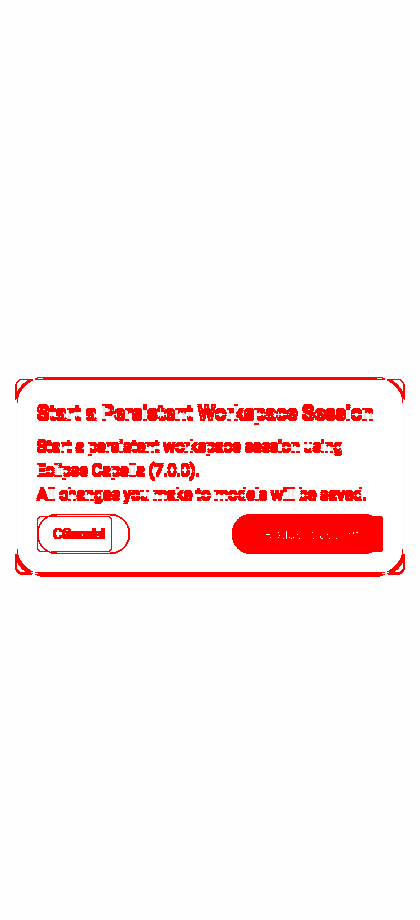 Start a Persistent Workspace Session
Start a persistent workspace session using
Eclipse Capella (7.0.0).
All changes you make to models will be saved.
Cancel